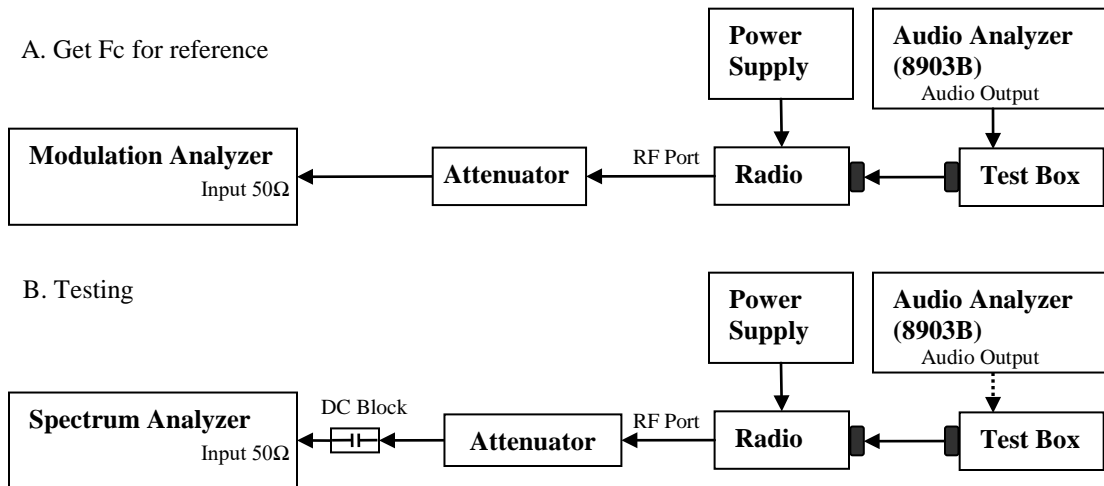 A. Get Fc for reference
Power
Supply
Audio Analyzer
(8903B)
Audio Output
Modulation Analyzer
Input 50Ω
Attenuator
RF Port
Radio
Test Box
B. Testing
Power
Supply
Audio Analyzer
(8903B)
Audio Output
Spectrum Analyzer
Input 50Ω
DC Block
Attenuator
RF Port
Radio
Test Box